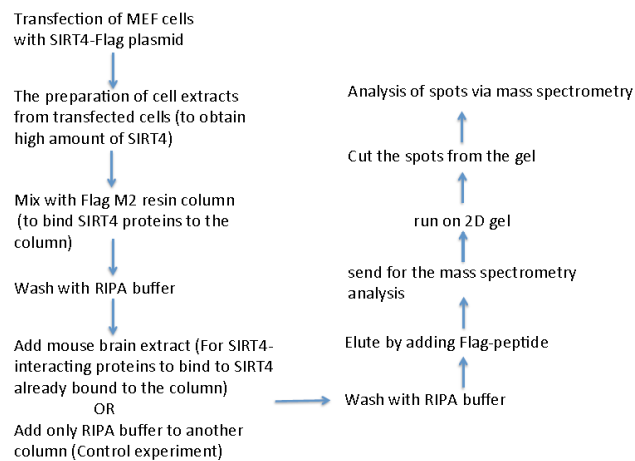 Transfection of MEF cells
with SIRT4-Flag plasmid
The preparation of cell extracts
from transfected cells (to obtain
high amount of SIRT4)
Mix with Flag M2 resin column
(to bind SIRT4 proteins to the
column)
Wash with RIPA buffer
Add mouse brain extract (For SIRT4-
interacting proteins to bind to SIRT4
already bound to the column)
OR
Add only RIPA buffer to another
column (Control experiment)
Wash with RIPA buffer
Elute by adding Flag-peptide
send for the mass spectrometry
analysis
run on 2D gel
Cut the spots from the gel
Analysis of spots via mass spectrometry